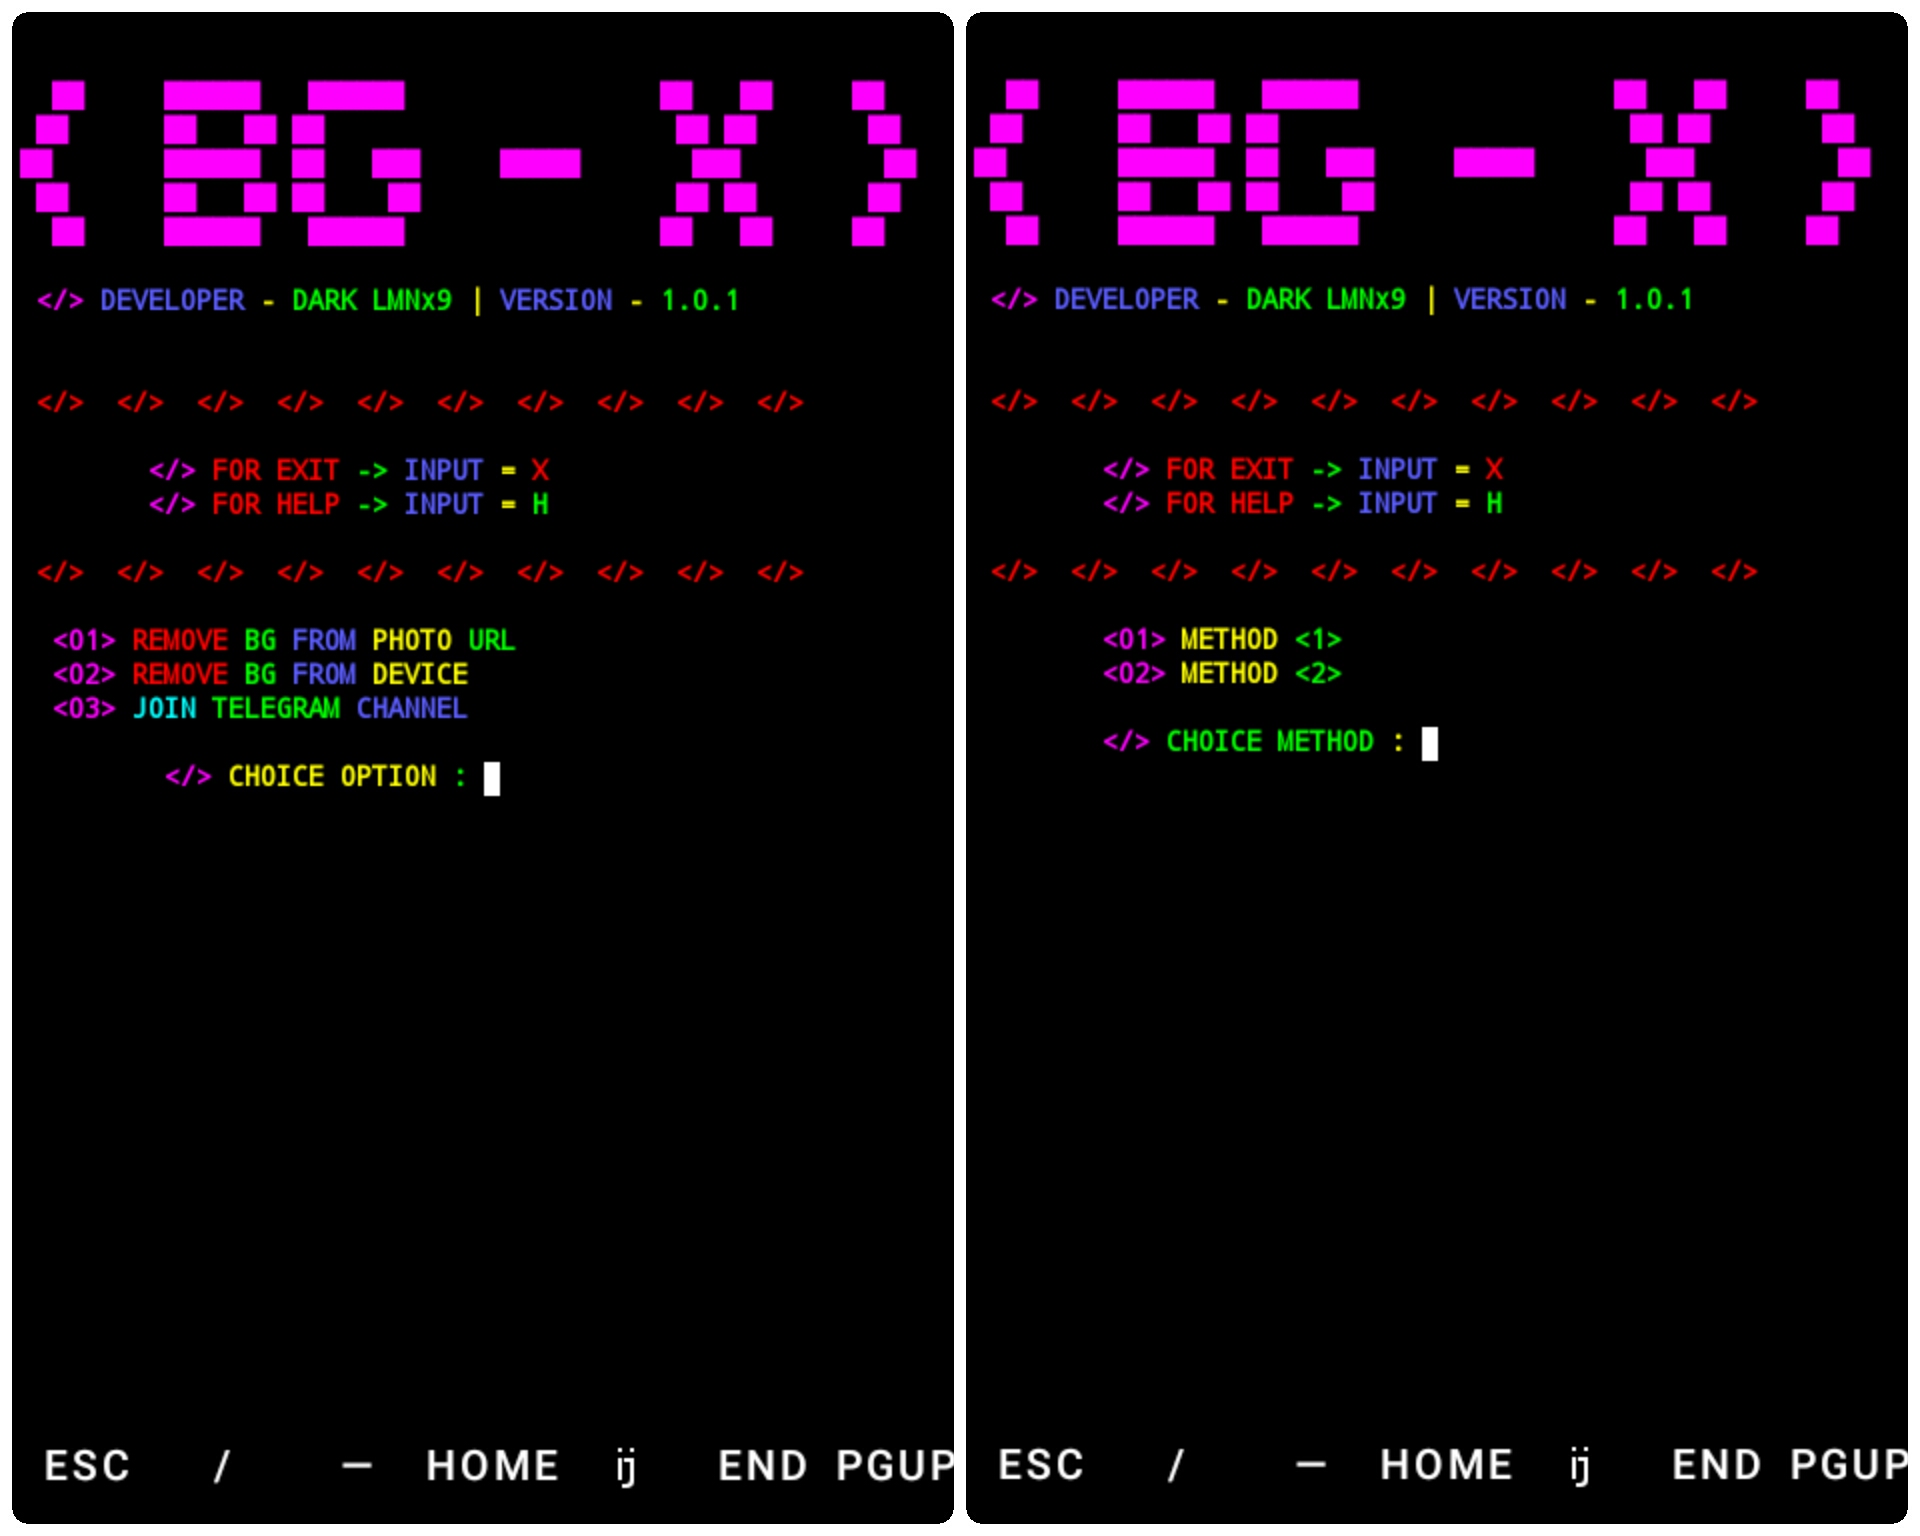 < BG - X >
</> DEVELOPER - DARK LMNx9 | VERSION - 1.0.1
</> </> </> </> </> </> </> </> </> </>
</> FOR EXIT -> INPUT = X
</> FOR HELP -> INPUT = H
</> </> </> </> </> </> </> </> </> </>
<01> REMOVE BG FROM PHOTO URL
<02> REMOVE BG FROM DEVICE
<03> JOIN TELEGRAM CHANNEL
</> CHOICE OPTION :
ESC / — HOME ij END PGUP
< BG - X >
</> DEVELOPER - DARK LMNx9 | VERSION - 1.0.1
</> </> </> </> </> </> </> </> </> </>
</> FOR EXIT -> INPUT = X
</> FOR HELP -> INPUT = H
</> </> </> </> </> </> </> </> </> </>
<01> METHOD <1>
<02> METHOD <2>
</> CHOICE METHOD :
ESC / — HOME ij END PGUP